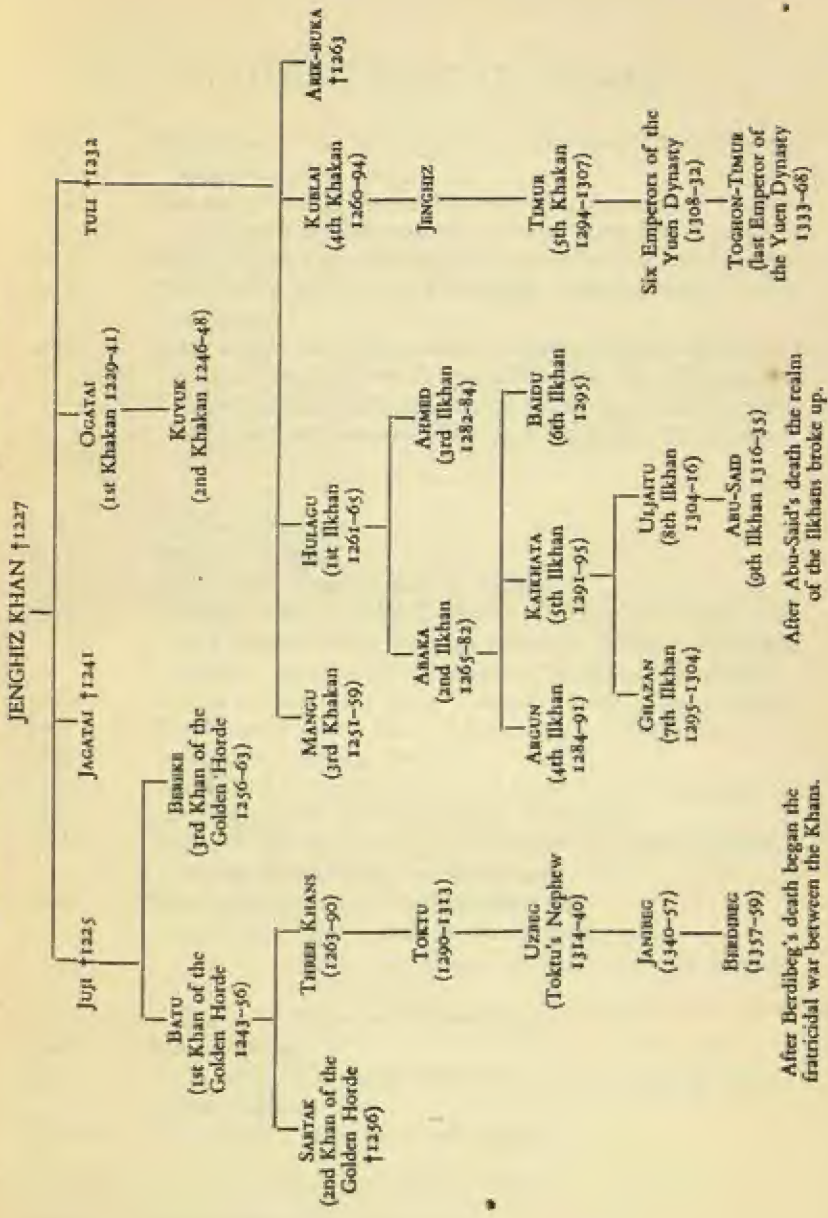 JENGHIZ KHAN †1227
JUJI †1225
JAGATAI †1241
OGATAI
(1st Khakan 1229–41)
TULI †1232
BATU
(1st Khan of the
Golden Horde
1243–56)
BEREKE
(3rd Khan of the
Golden Horde
1256–63)
KUYUK
(2nd Khakan 1246–48)
SARTAK
(2nd Khan of the
Golden Horde
†1256)
THREE KHANS
(1263–90)
MANGU
(3rd Khakan
1251–59)
HULAGU
(1st Ilkhan
1261–65)
KUBLAI
(4th Khakan
1260–94)
ARIK-BUKA
†1263
TOKTU
(1290–1313)
ABAKA
(2nd Ilkhan
1265–82)
AHMED
(3rd Ilkhan
1282–84)
JENGHIZ
UZBEG
(Toktu's Nephew
1314–40)
ARGUN
(4th Ilkhan
1284–91)
KAIKHATA
(5th Ilkhan
1291–95)
BAIDU
(6th Ilkhan
1295)
TIMUR
(5th Khakan
1294–1307)
JANIBEG
(1340–57)
GHAZAN
(7th Ilkhan
1295–1304)
ULJAITU
(8th Ilkhan
1304–16)
Six Emperors of the
Yuen Dynasty
(1308–32)
BERDIBEG
(1357–59)
ABU-SAID
(9th Ilkhan 1316–35)
TOGHON-TIMUR
(last Emperor of
the Yuen Dynasty
1333–68)
After Berdibeg's death began the
fratricidal war between the Khans.
After Abu-Said's death the realm
of the Ilkhans broke up.